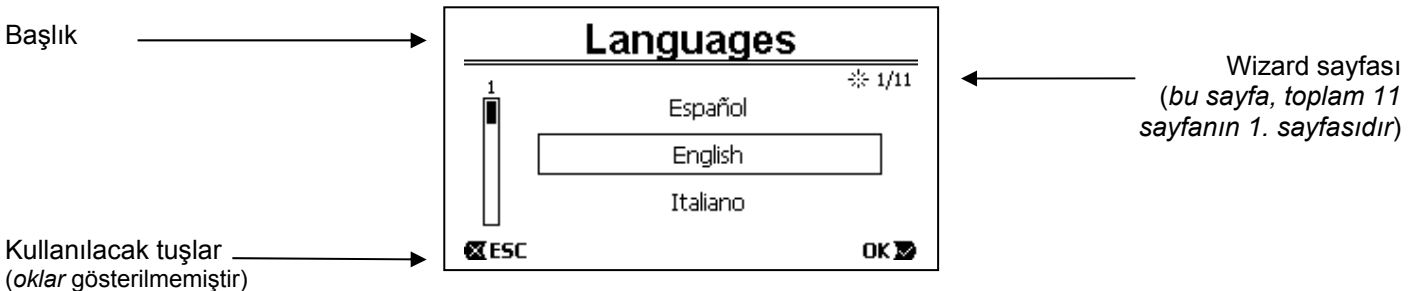 Başlık
Languages
1/11
1
Español
English
Italiano
ESC
OK
Wizard sayfası
(bu sayfa, toplam 11
sayfanın 1. sayfasıdır)
Kullanılacak tuşlar
(oklar gösterilmemiştir)